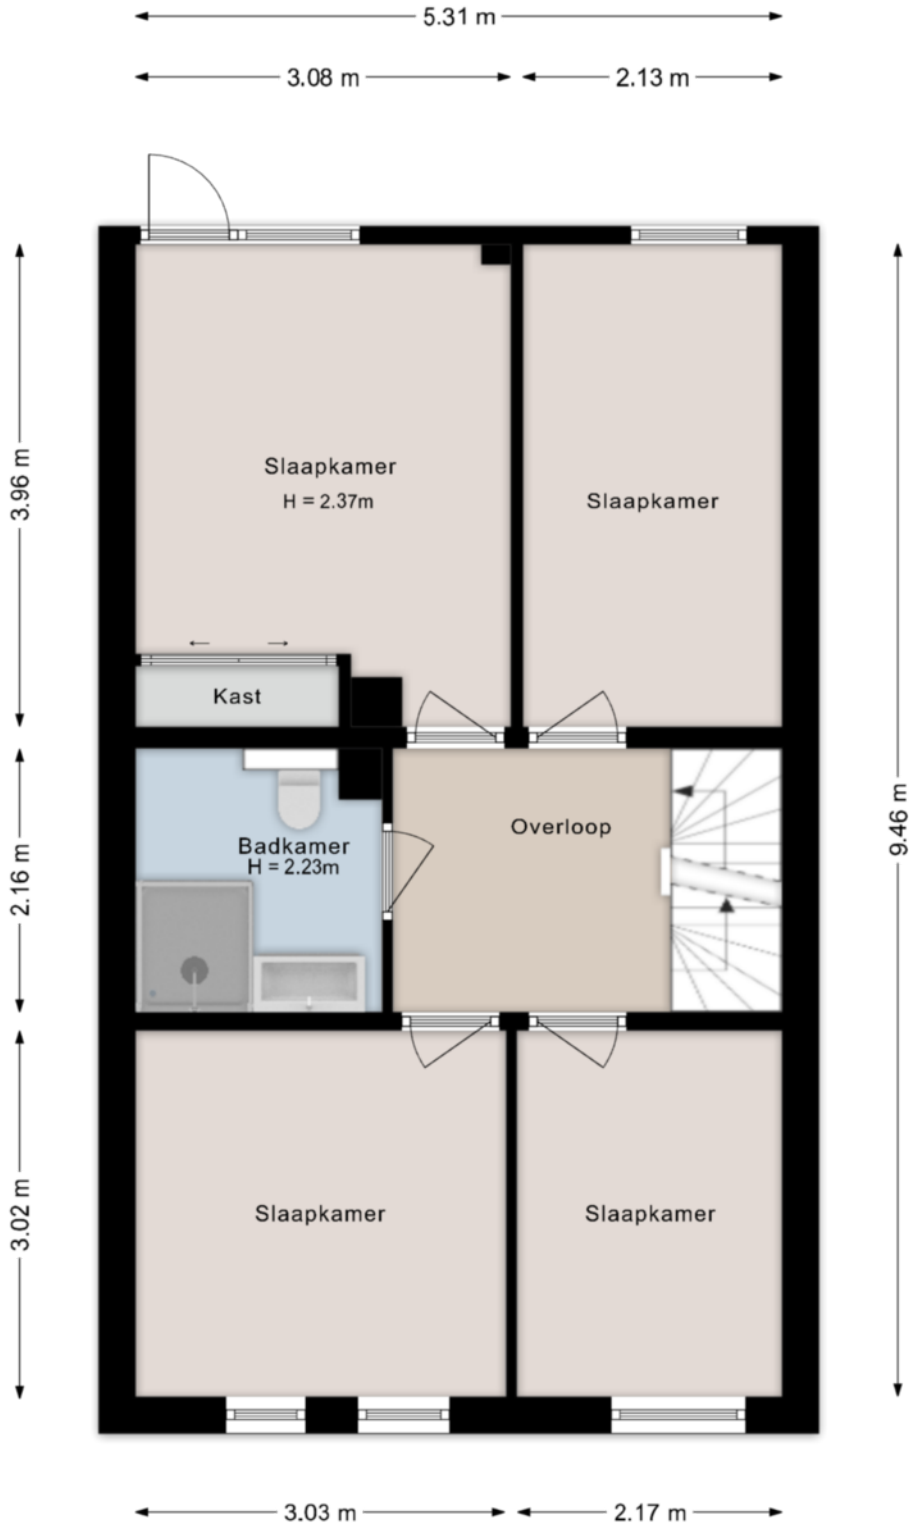 5.31 m
3.08 m
2.13 m
3.96 m
Slaapkamer
H = 2.37m
Slaapkamer
Kast
9.46 m
2.16 m
Badkamer
H = 2.23m
Overloop
3.02 m
Slaapkamer
Slaapkamer
3.03 m
2.17 m